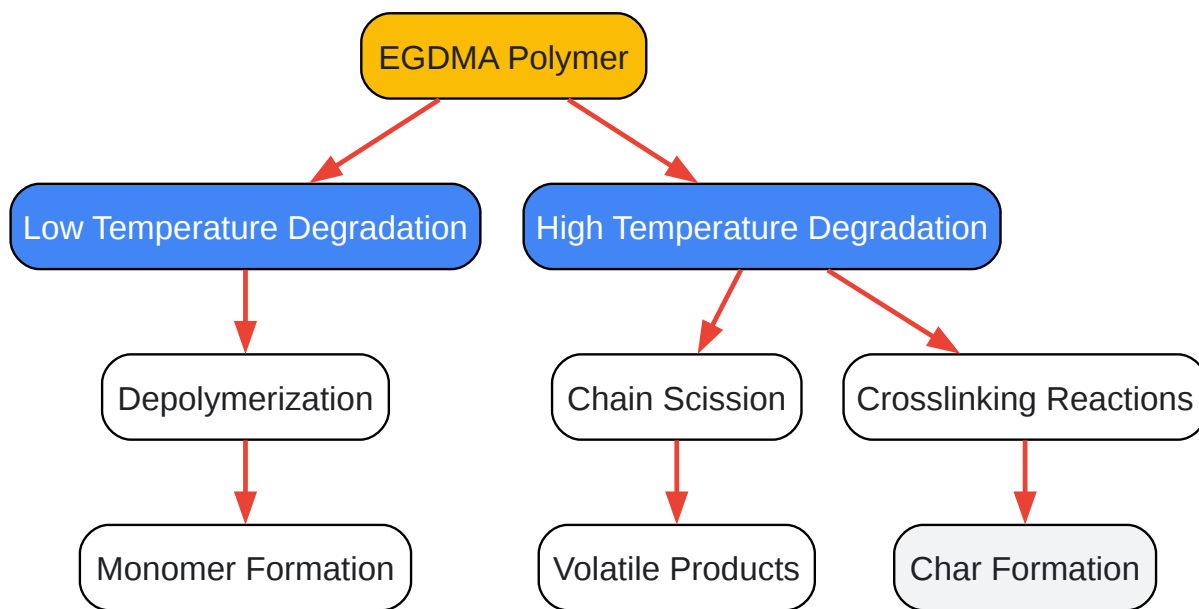 EGDMA Polymer
Low Temperature Degradation
High Temperature Degradation
Depolymerization
Chain Scission
Crosslinking Reactions
Monomer Formation
Volatile Products
Char Formation